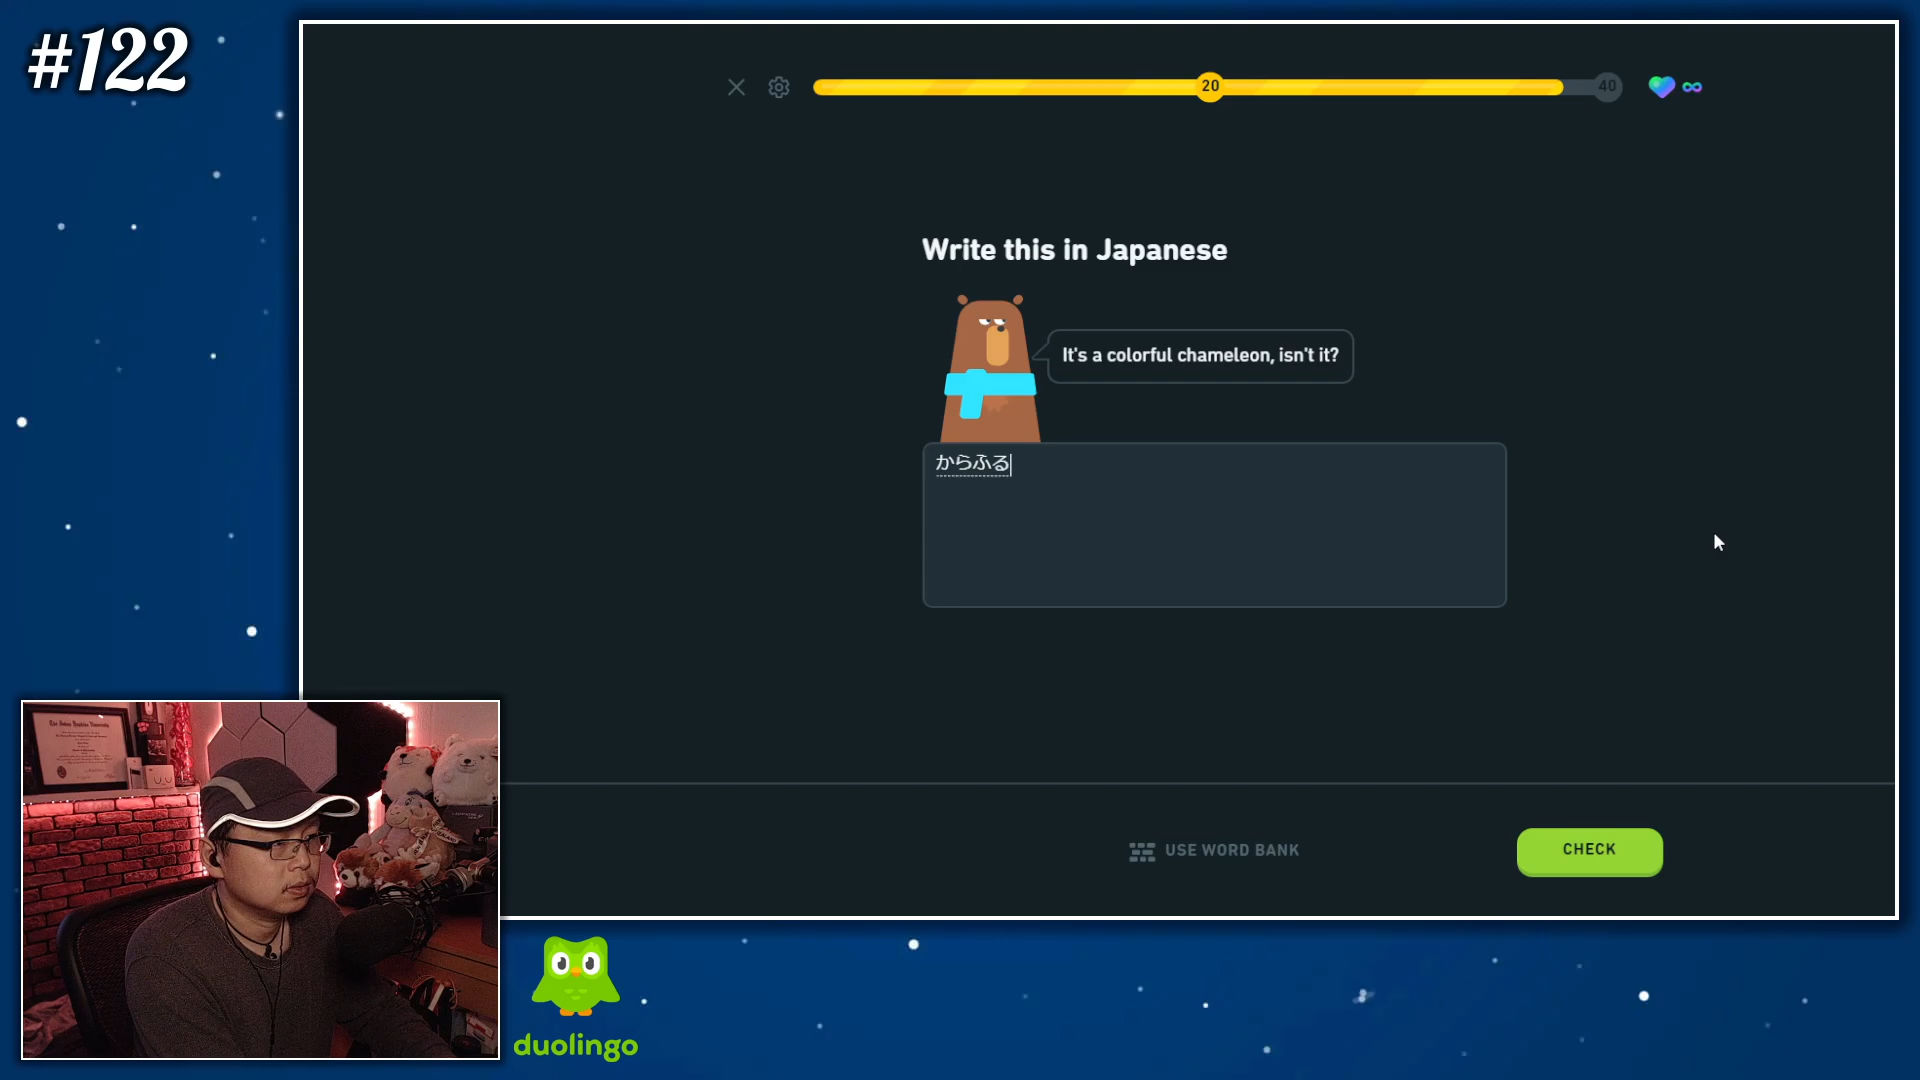 #122
20
40
Write this in Japanese
It's a colorful chameleon, isn't it?
からふる
USE WORD BANK
CHECK
duolingo